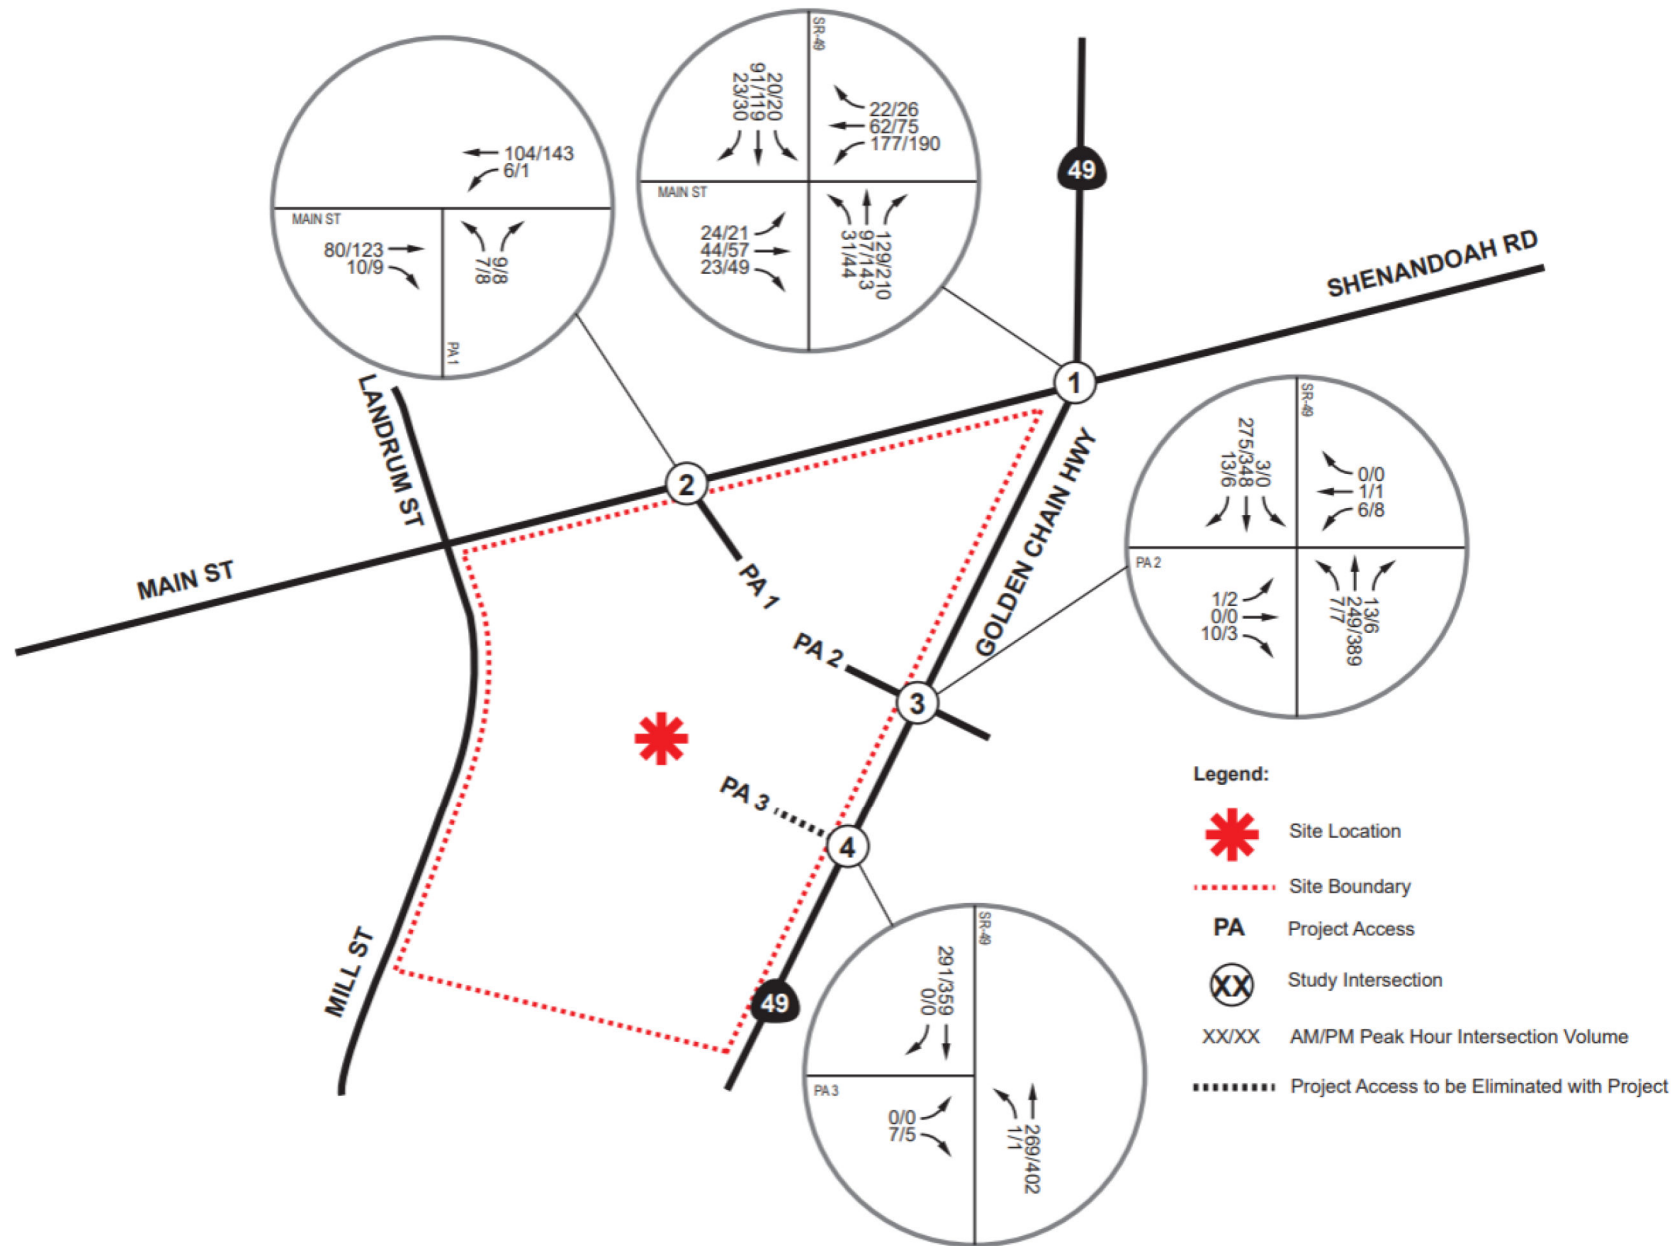 SR-49
20/20
91/119
23/30
22/26
62/75
177/190
MAIN ST
24/21
44/57
23/49
129/210
97/143
31/44
104/143
6/1
MAIN ST
80/123
10/9
9/8
7/8
PA 1
49
SHENANDOAH RD
1
LANDRUM ST
2
MAIN ST
PA 1
GOLDEN CHAIN HWY
PA 2
3
SR-49
3/0
275/348
13/6
0/0
1/1
6/8
PA 2
1/2
0/0
10/3
13/6
249/389
7/7
PA 3
4
MILL ST
49
SR-49
291/359
0/0
PA 3
0/0
7/5
269/402
1/1
Legend:
Site Location
Site Boundary
PA Project Access
XX Study Intersection
XX/XX AM/PM Peak Hour Intersection Volume
Project Access to be Eliminated with Project